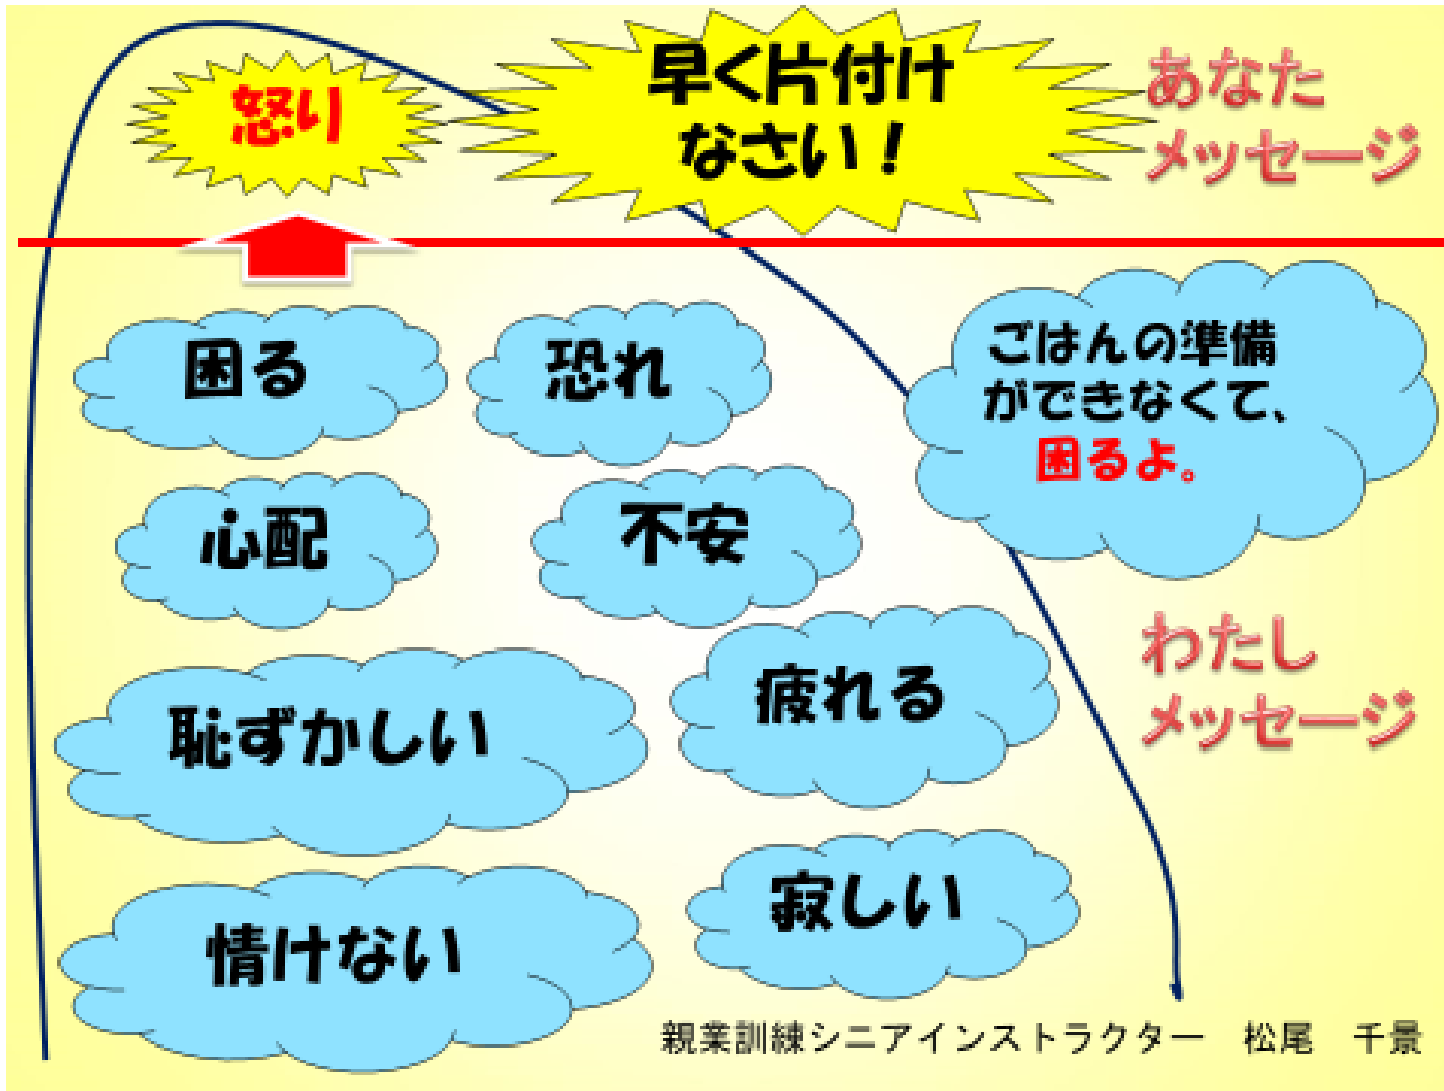 怒り
早く片付け
なさい！
あなた
メッセージ
困る
恐れ
ごはんの準備
ができなくて、
困るよ。
心配
不安
わたし
メッセージ
恥ずかしい
疲れる
情けない
寂しい
親業訓練シニアインストラクター　松尾　千景